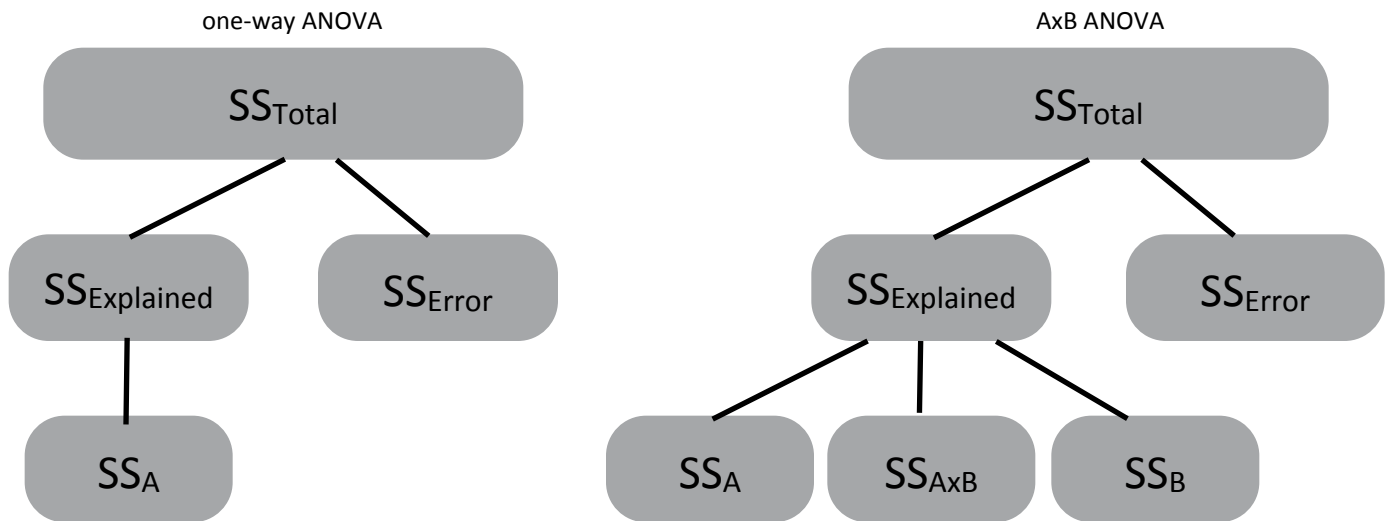 one-way ANOVA
SSTotal
SSExplained
SSError
SSA
AxB ANOVA
SSTotal
SSExplained
SSError
SSA
SSAxB
SSB